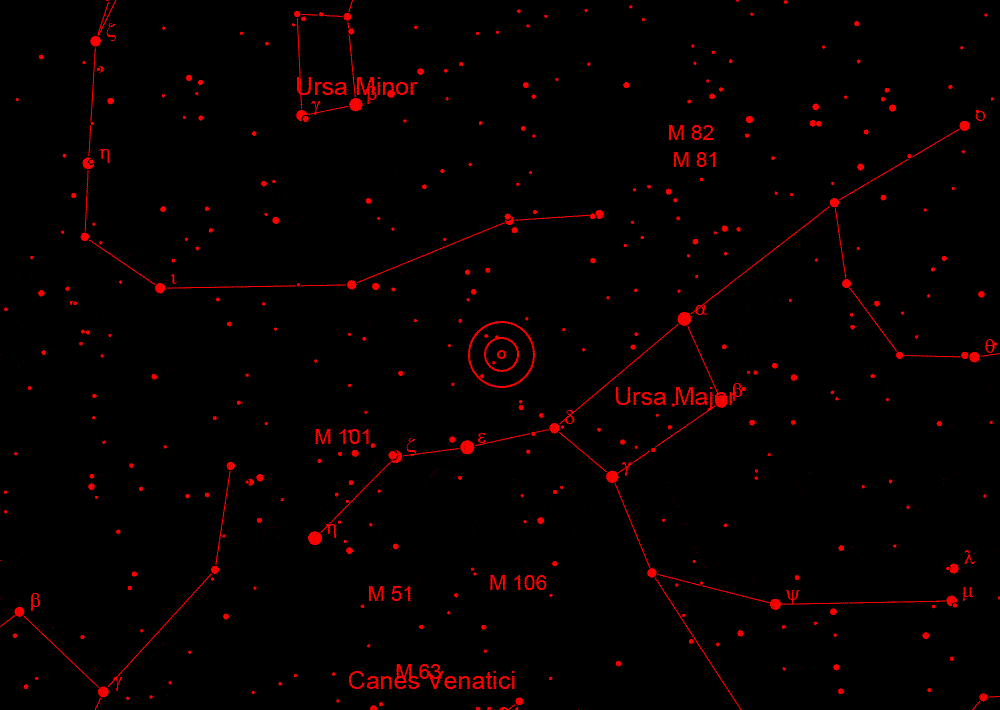 ζ
Ursa Minor
β
γ
ο
M 82
η
M 81
ι
α
θ
Ursa Major
β
δ
M 101
ε
ζ
γ
η
λ
M 106
M 51
ψ
μ
β
M 63
Canes Venatici
γ